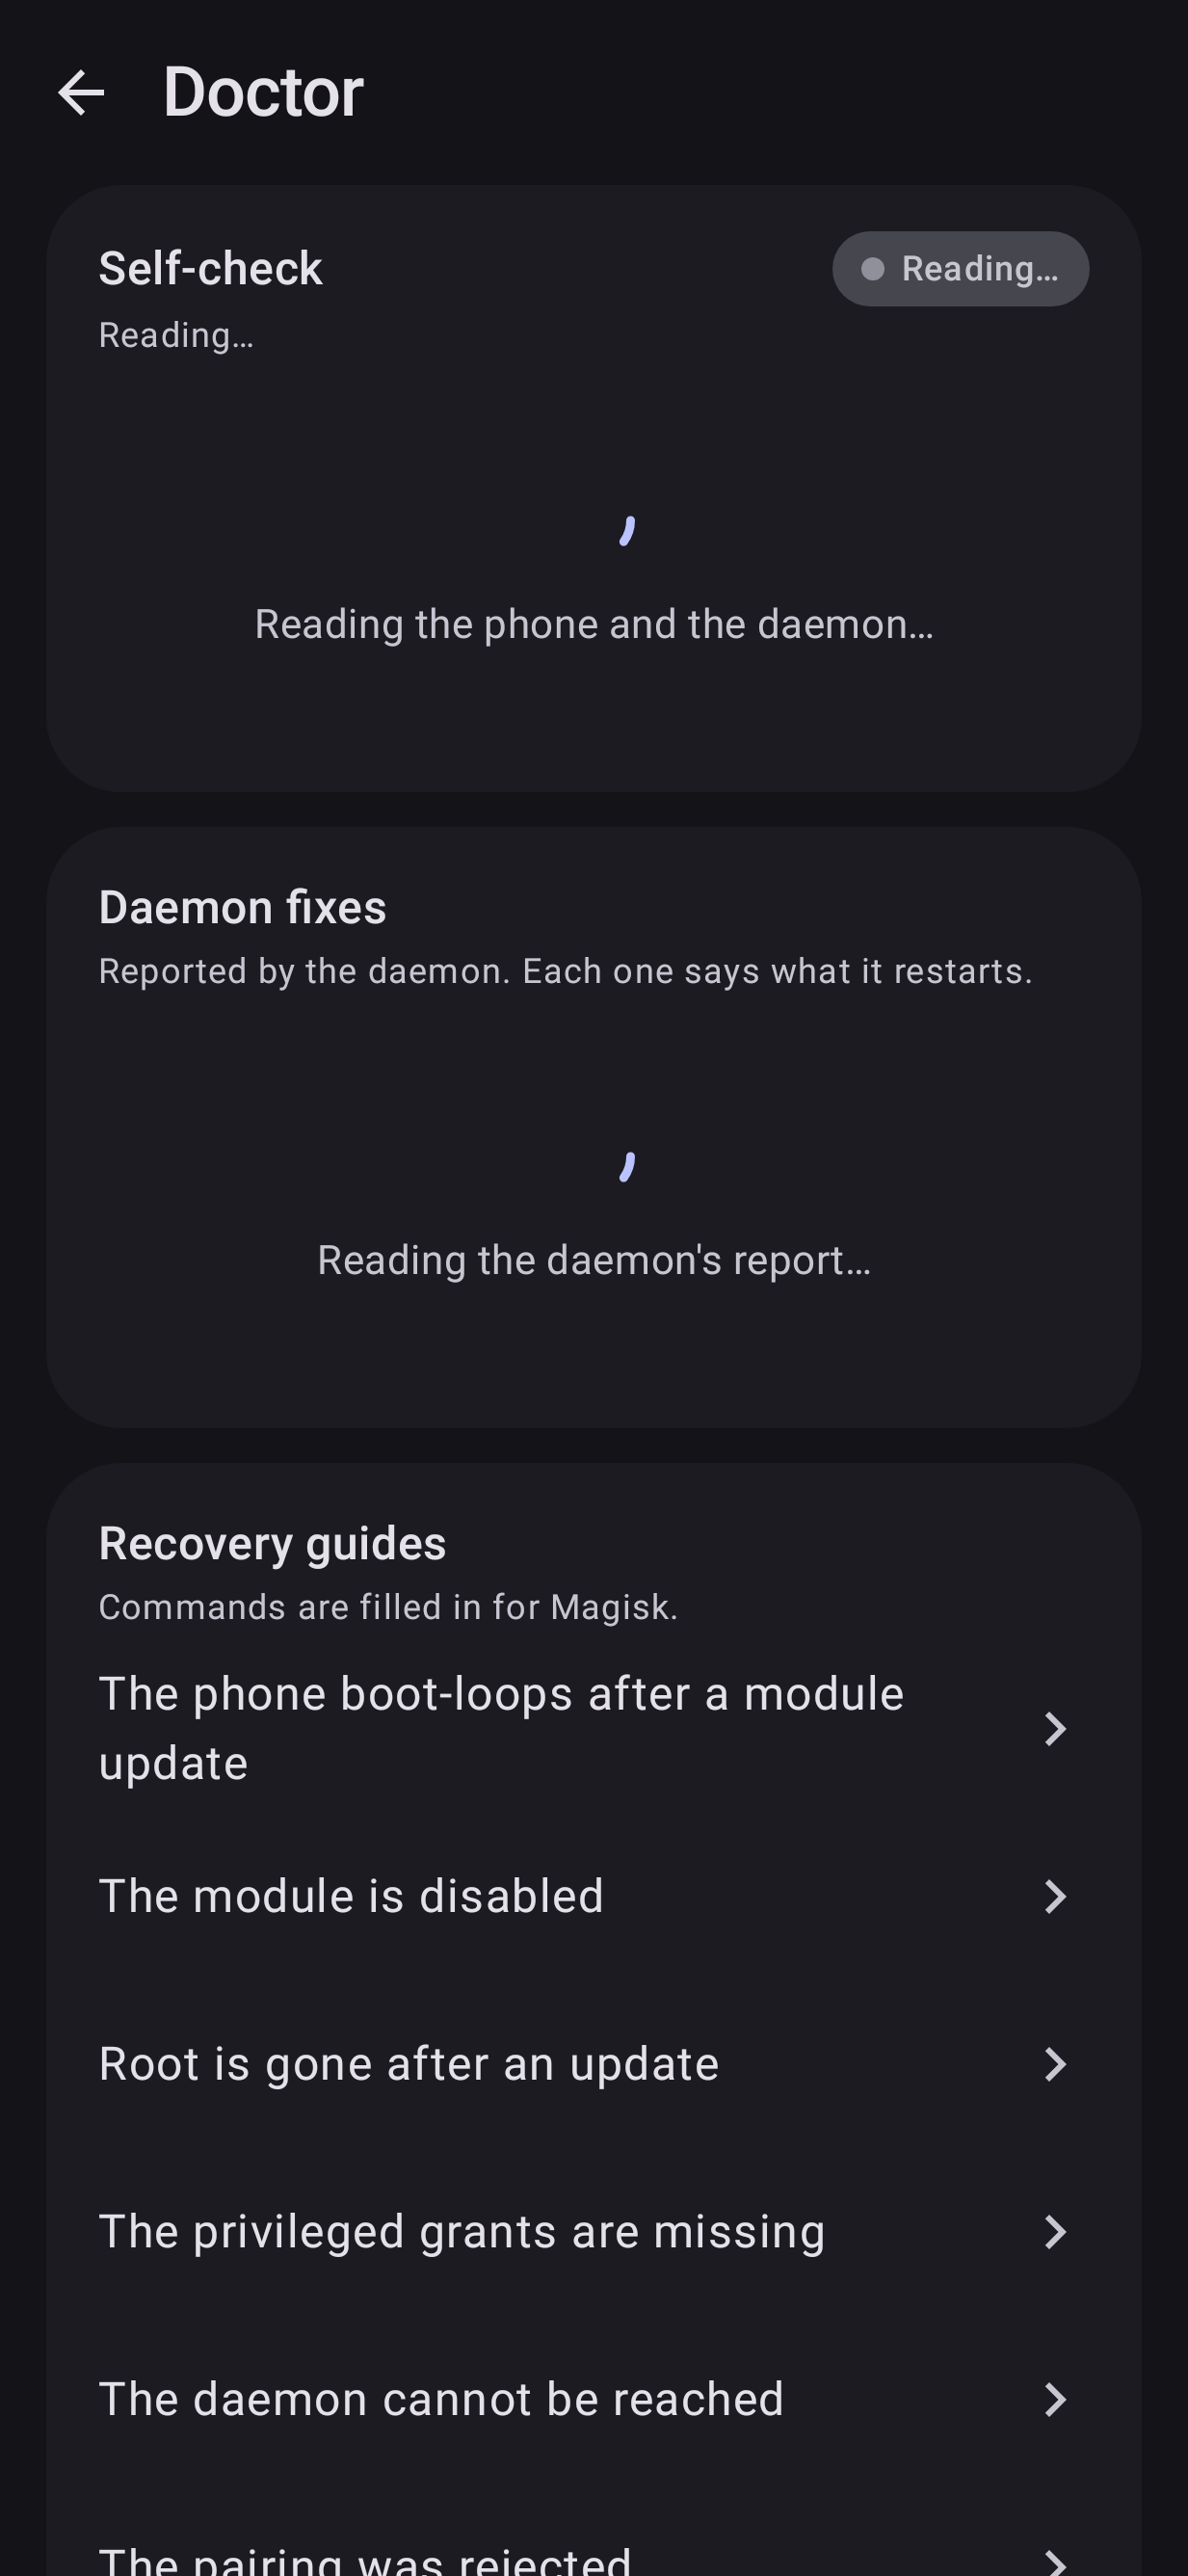 Doctor
Self-check
Reading…
Reading…
Reading the phone and the daemon…
Daemon fixes
Reported by the daemon. Each one says what it restarts.
Reading the daemon's report…
Recovery guides
Commands are filled in for Magisk.
The phone boot-loops after a module
update
The module is disabled
Root is gone after an update
The privileged grants are missing
The daemon cannot be reached
The pairing was rejected